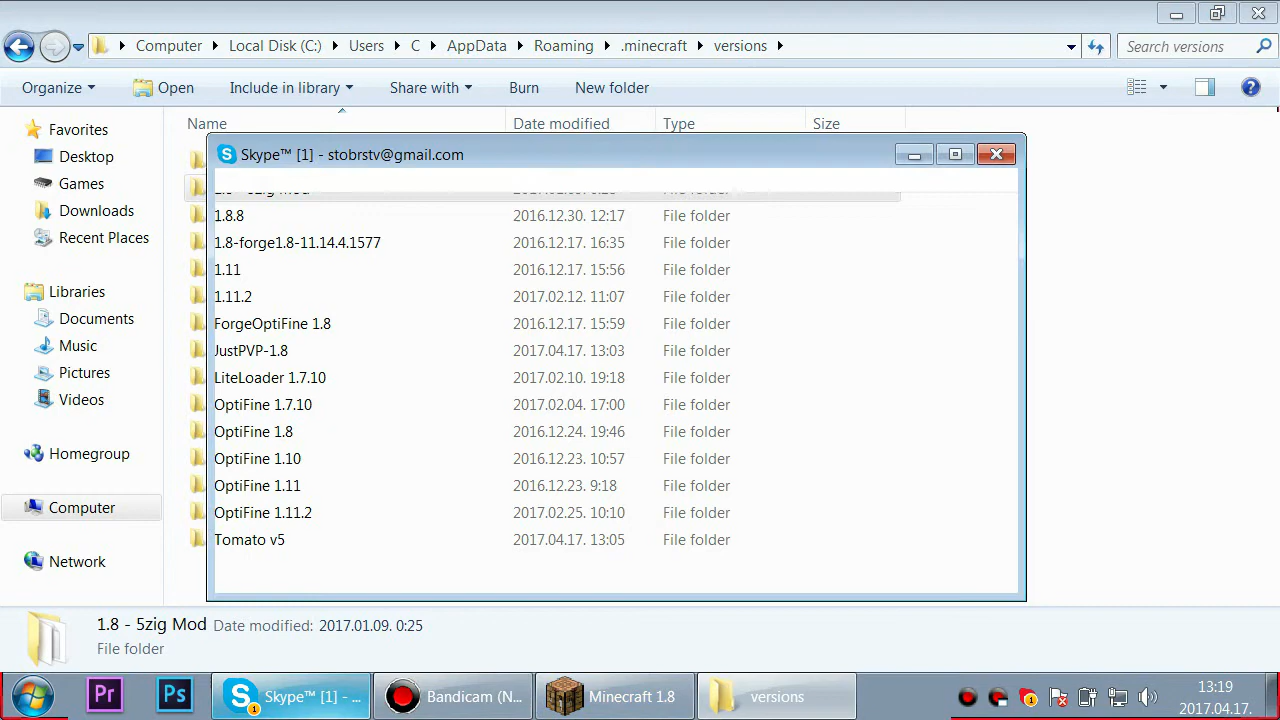 Computer ▸ Local Disk (C:) ▸ Users ▸ C ▸ AppData ▸ Roaming ▸ .minecraft ▸ versions ▸
Search versions
Organize Open Include in library Share with Burn New folder
Favorites
Desktop
Games
Downloads
Recent Places
Libraries
Documents
Music
Pictures
Videos
Homegroup
Computer
Network
Name Date modified Type Size
Skype™ [1] - stobrstv@gmail.com
1.8.8 2016.12.30. 12:17 File folder
1.8-forge1.8-11.14.4.1577 2016.12.17. 16:35 File folder
1.11 2016.12.17. 15:56 File folder
1.11.2 2017.02.12. 11:07 File folder
ForgeOptiFine 1.8 2016.12.17. 15:59 File folder
JustPVP-1.8 2017.04.17. 13:03 File folder
LiteLoader 1.7.10 2017.02.10. 19:18 File folder
OptiFine 1.7.10 2017.02.04. 17:00 File folder
OptiFine 1.8 2016.12.24. 19:46 File folder
OptiFine 1.10 2016.12.23. 10:57 File folder
OptiFine 1.11 2016.12.23. 9:18 File folder
OptiFine 1.11.2 2017.02.25. 10:10 File folder
Tomato v5 2017.04.17. 13:05 File folder
1.8 - 5zig Mod Date modified: 2017.01.09. 0:25
File folder
Pr Ps Skype™ [1] - ... Bandicam (N... Minecraft 1.8 versions
13:19
2017.04.17.